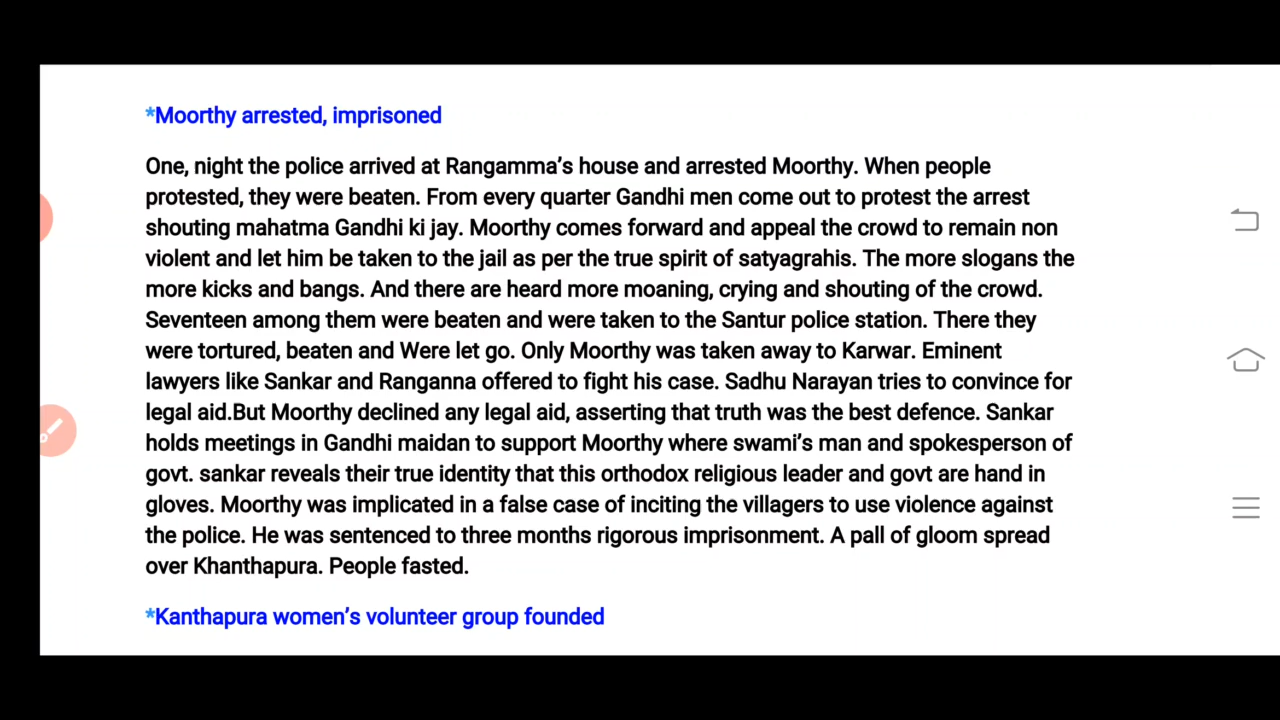 *Moorthy arrested, imprisoned
One, night the police arrived at Rangamma's house and arrested Moorthy. When people
protested, they were beaten. From every quarter Gandhi men come out to protest the arrest
shouting mahatma Gandhi ki jay. Moorthy comes forward and appeal the crowd to remain non
violent and let him be taken to the jail as per the true spirit of satyagrahis. The more slogans the
more kicks and bangs. And there are heard more moaning, crying and shouting of the crowd.
Seventeen among them were beaten and were taken to the Santur police station. There they
were tortured, beaten and Were let go. Only Moorthy was taken away to Karwar. Eminent
lawyers like Sankar and Ranganna offered to fight his case. Sadhu Narayan tries to convince for
legal aid.But Moorthy declined any legal aid, asserting that truth was the best defence. Sankar
holds meetings in Gandhi maidan to support Moorthy where swami's man and spokesperson of
govt. sankar reveals their true identity that this orthodox religious leader and govt are hand in
gloves. Moorthy was implicated in a false case of inciting the villagers to use violence against
the police. He was sentenced to three months rigorous imprisonment. A pall of gloom spread
over Khanthapura. People fasted.
*Kanthapura women's volunteer group founded